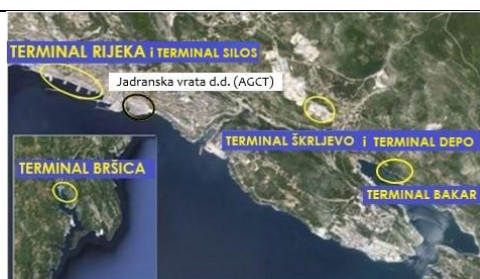 TERMINAL RIJEKA i TERMINAL SILOS
Jadranska vrata d.d. (AGCT)
TERMINAL ŠKRLJEVO i TERMINAL DEPO
TERMINAL BRŠICA
TERMINAL BAKAR